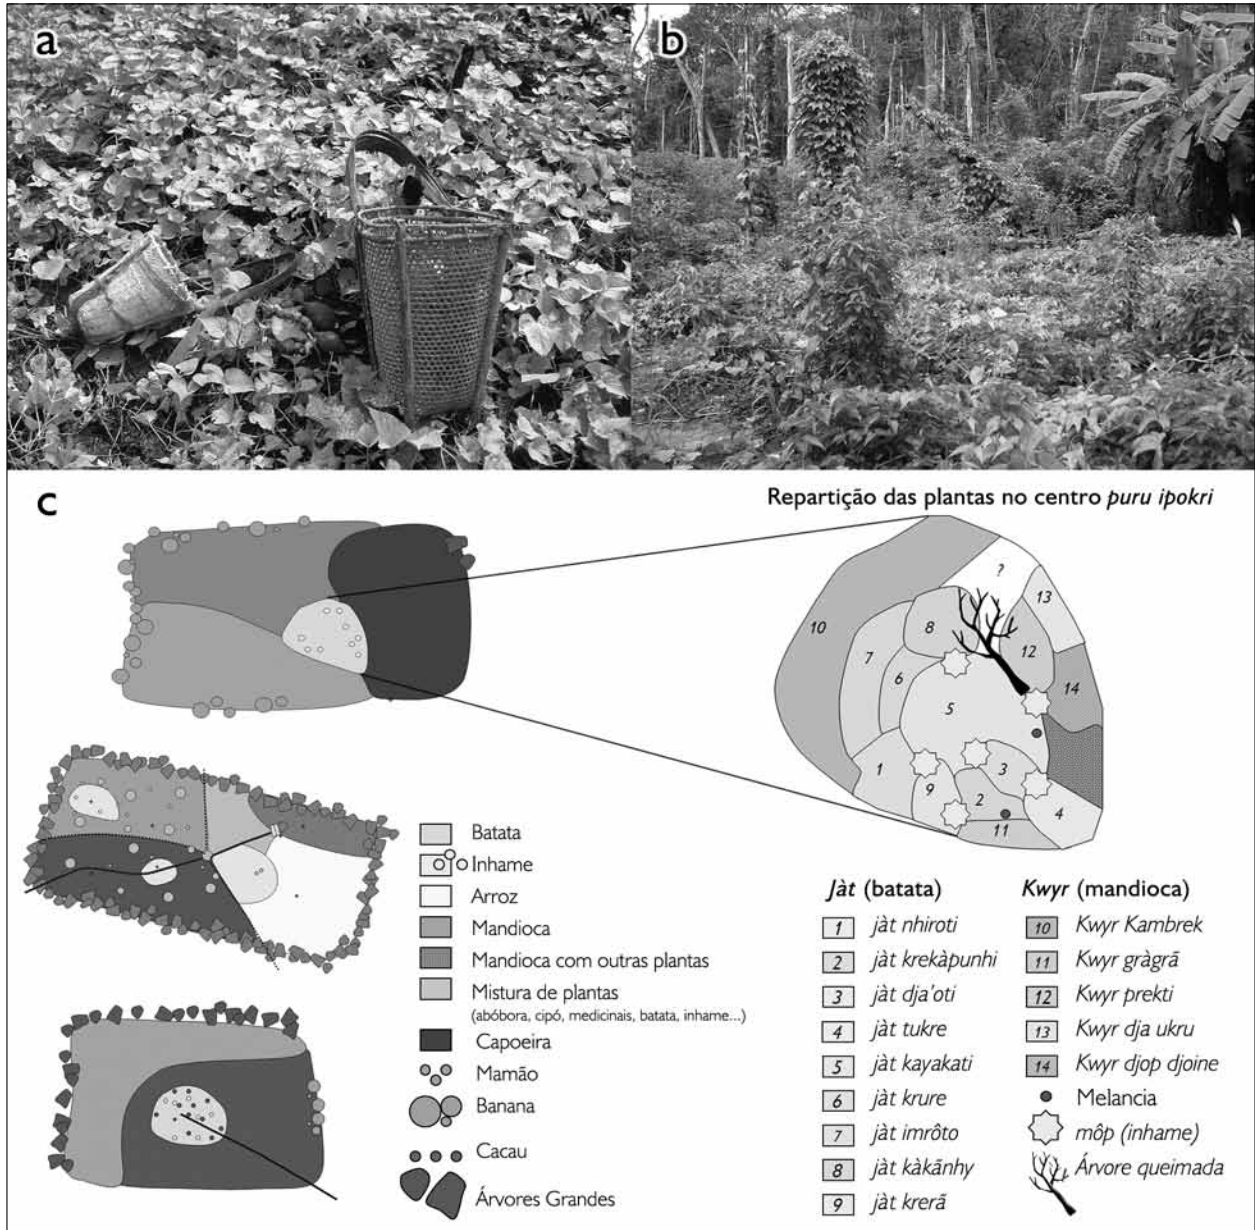 a
b
c
Repartição das plantas no centro puru ipokri
?
13
10
8
12
7
6
14
5
1
3
9
2
4
11
Batata
Inhame
Arroz
Mandioca
Mandioca com outras plantas
Mistura de plantas
(abóbora, cipó, medicinais, batata, inhame...)
Capoeira
Mamão
Banana
Cacau
Árvores Grandes
Jàt (batata)
1 jàt nhiroti
2 jàt krekàpunhi
3 jàt dja'oti
4 jàt tukre
5 jàt kayakati
6 jàt krure
7 jàt imrôto
8 jàt kàkãnhy
9 jàt krerã
Kwyr (mandioca)
10 Kwyr Kambrek
11 Kwyr gràgrã
12 Kwyr prekti
13 Kwyr dja ukru
14 Kwyr djop djoine
Melancia
môp (inhame)
Árvore queimada